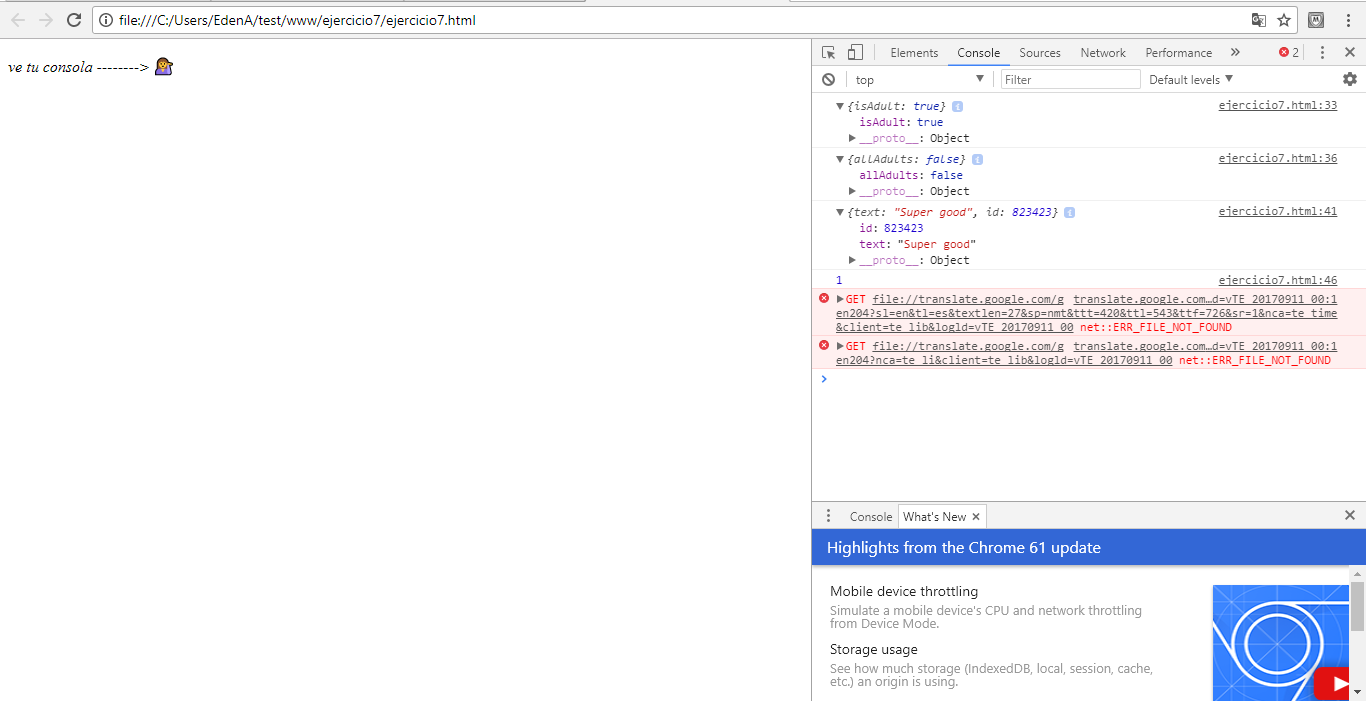 file:///C:/Users/EdenA/test/www/ejercicio7/ejercicio7.html
ve tu consola --------> 💁
Elements Console Sources Network Performance » 2
top Filter Default levels
{isAdult: true} ejercicio7.html:33
isAdult: true
__proto__: Object
{allAdults: false} ejercicio7.html:36
allAdults: false
__proto__: Object
{text: "Super good", id: 823423} ejercicio7.html:41
id: 823423
text: "Super good"
__proto__: Object
1 ejercicio7.html:46
GET file://translate.google.com/g translate.google.com…d=vTE_20170911_00:1
en204?sl=en&tl=es&textlen=27&sp=nmt&ttt=420&ttl=543&ttf=726&sr=1&nca=te_time
&client=te_lib&logld=vTE_20170911_00 net::ERR_FILE_NOT_FOUND
GET file://translate.google.com/g translate.google.com…d=vTE_20170911_00:1
en204?nca=te_li&client=te_lib&logld=vTE_20170911_00 net::ERR_FILE_NOT_FOUND
Console What's New
Highlights from the Chrome 61 update
Mobile device throttling
Simulate a mobile device's CPU and network throttling
from Device Mode.
Storage usage
See how much storage (IndexedDB, local, session, cache,
etc.) an origin is using.